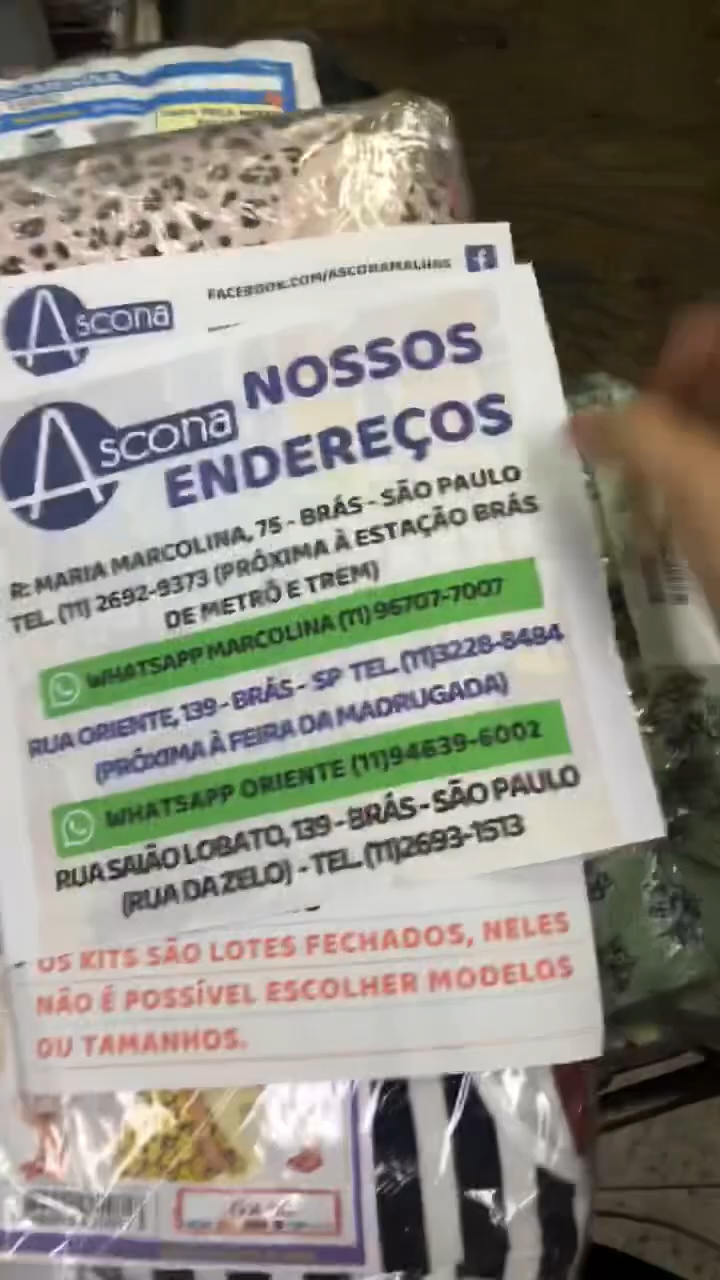 FACEBOOK.COM/ASCONAMALHAS
Ascona
NOSSOS
Ascona
ENDEREÇOS
R: MARIA MARCOLINA, 75 - BRÁS - SÃO PAULO
TEL. (11) 2692-9373 (PRÓXIMA À ESTAÇÃO BRÁS
DE METRÔ E TREM)
WHATSAPP MARCOLINA (11) 96707-7007
RUA ORIENTE, 139 - BRÁS - SP TEL. (11)3228-8484
(PRÓXIMA À FEIRA DA MADRUGADA)
WHATSAPP ORIENTE (11)94639-6002
RUA SAIÃO LOBATO, 139 - BRÁS - SÃO PAULO
(RUA DA ZELO) - TEL. (11)2693-1513
OS KITS SÃO LOTES FECHADOS, NELES
NÃO É POSSÍVEL ESCOLHER MODELOS
OU TAMANHOS.